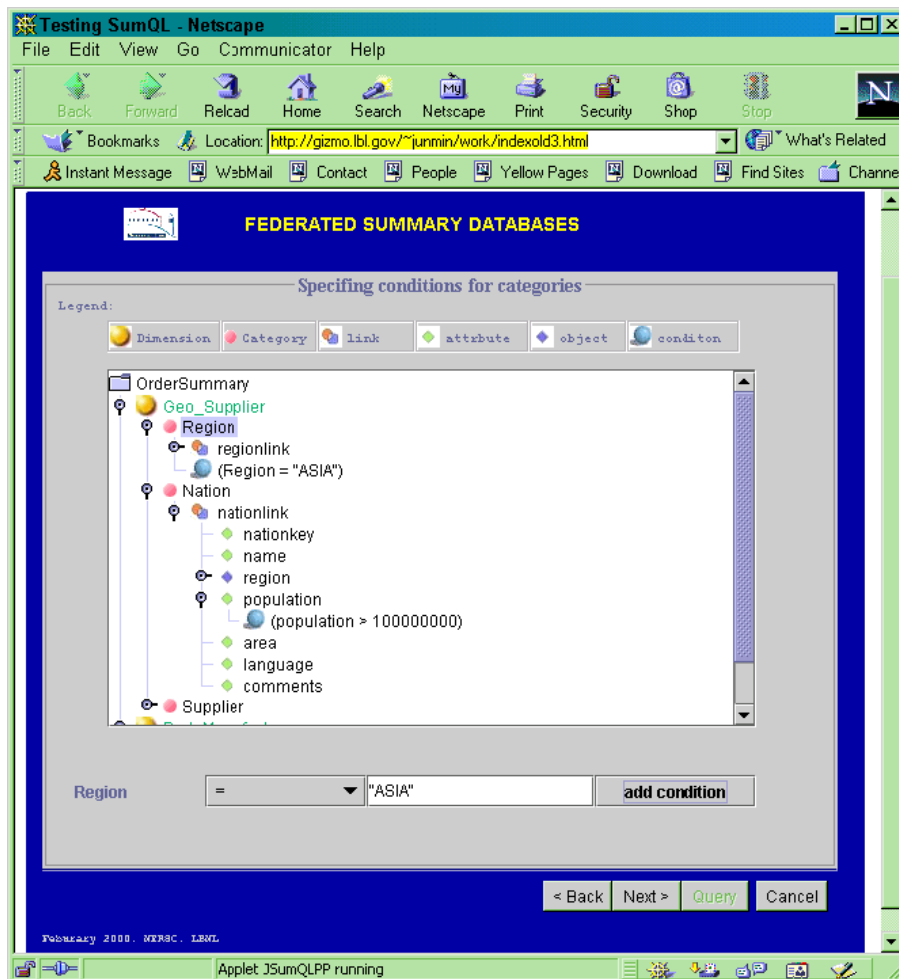 Testing SumQL - Netscape
File Edit View Go Communicator Help
Back Forward Reload Home Search Netscape Print Security Shop Stop
My
N
Bookmarks Location: http://gizmo.lbl.gov/~junmin/work/indexold3.html What's Related
Instant Message WebMail Contact People Yellow Pages Download Find Sites Channe
FEDERATED SUMMARY DATABASES
Specifing conditions for categories
Legend:
Dimension Category link attrbute object conditon
OrderSummary
Geo_Supplier
Region
regionlink
(Region = "ASIA")
Nation
nationlink
nationkey
name
region
population
(population > 100000000)
area
language
comments
Supplier
Region = "ASIA" add condition
< Back Next > Query Cancel
Feburary 2000. NERSC. LBNL
Applet JSumQLPP running